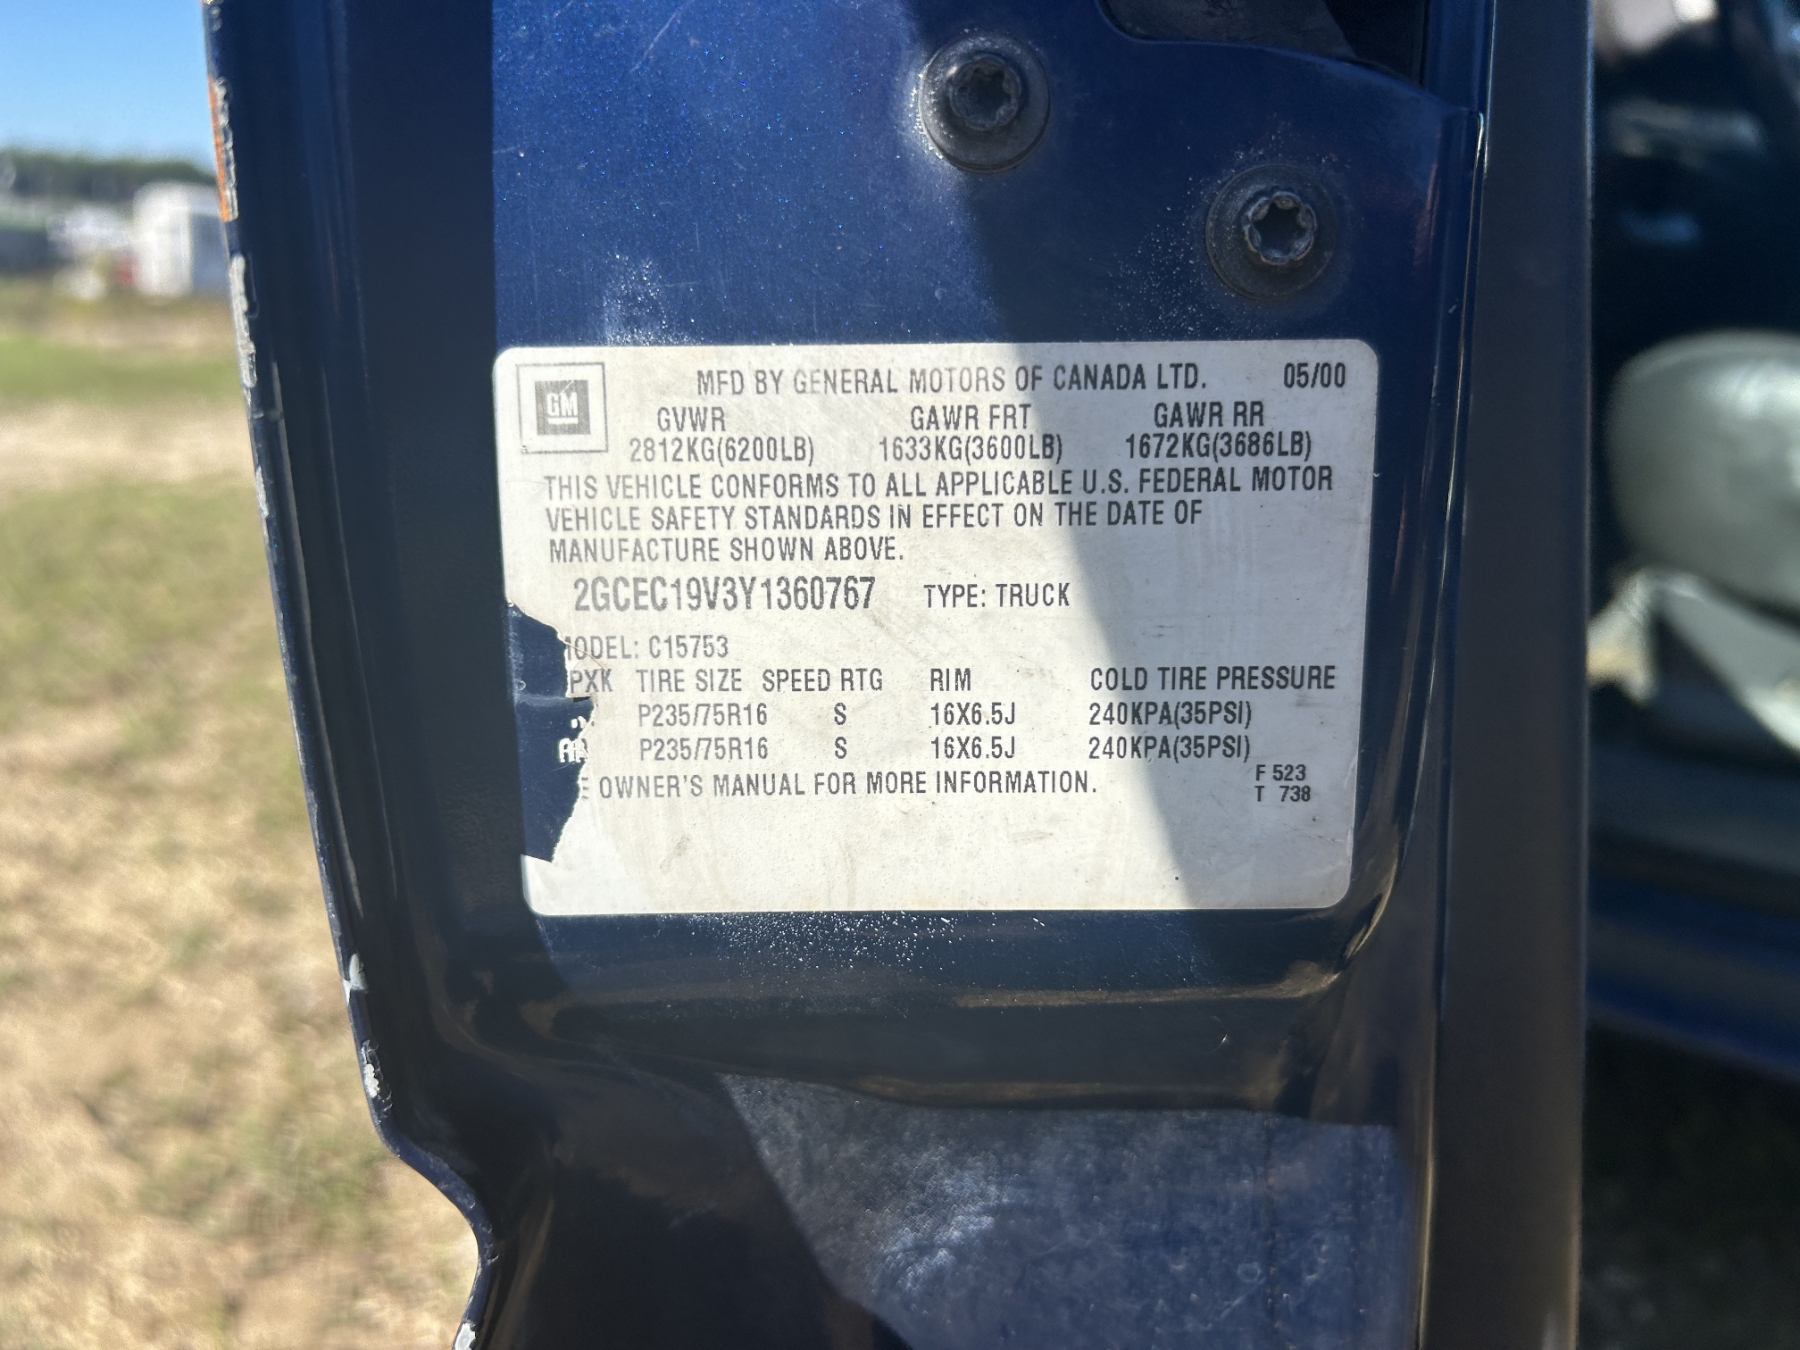 GM
MFD BY GENERAL MOTORS OF CANADA LTD. 05/00
GVWR GAWR FRT GAWR RR
2812KG(6200LB) 1633KG(3600LB) 1672KG(3686LB)
THIS VEHICLE CONFORMS TO ALL APPLICABLE U.S. FEDERAL MOTOR
VEHICLE SAFETY STANDARDS IN EFFECT ON THE DATE OF
MANUFACTURE SHOWN ABOVE.
2GCEC19V3Y1360767 TYPE: TRUCK
ODEL: C15753
PXK TIRE SIZE SPEED RTG RIM COLD TIRE PRESSURE
P235/75R16 S 16X6.5J 240KPA(35PSI)
P235/75R16 S 16X6.5J 240KPA(35PSI)
E OWNER'S MANUAL FOR MORE INFORMATION.
F 523
T 738